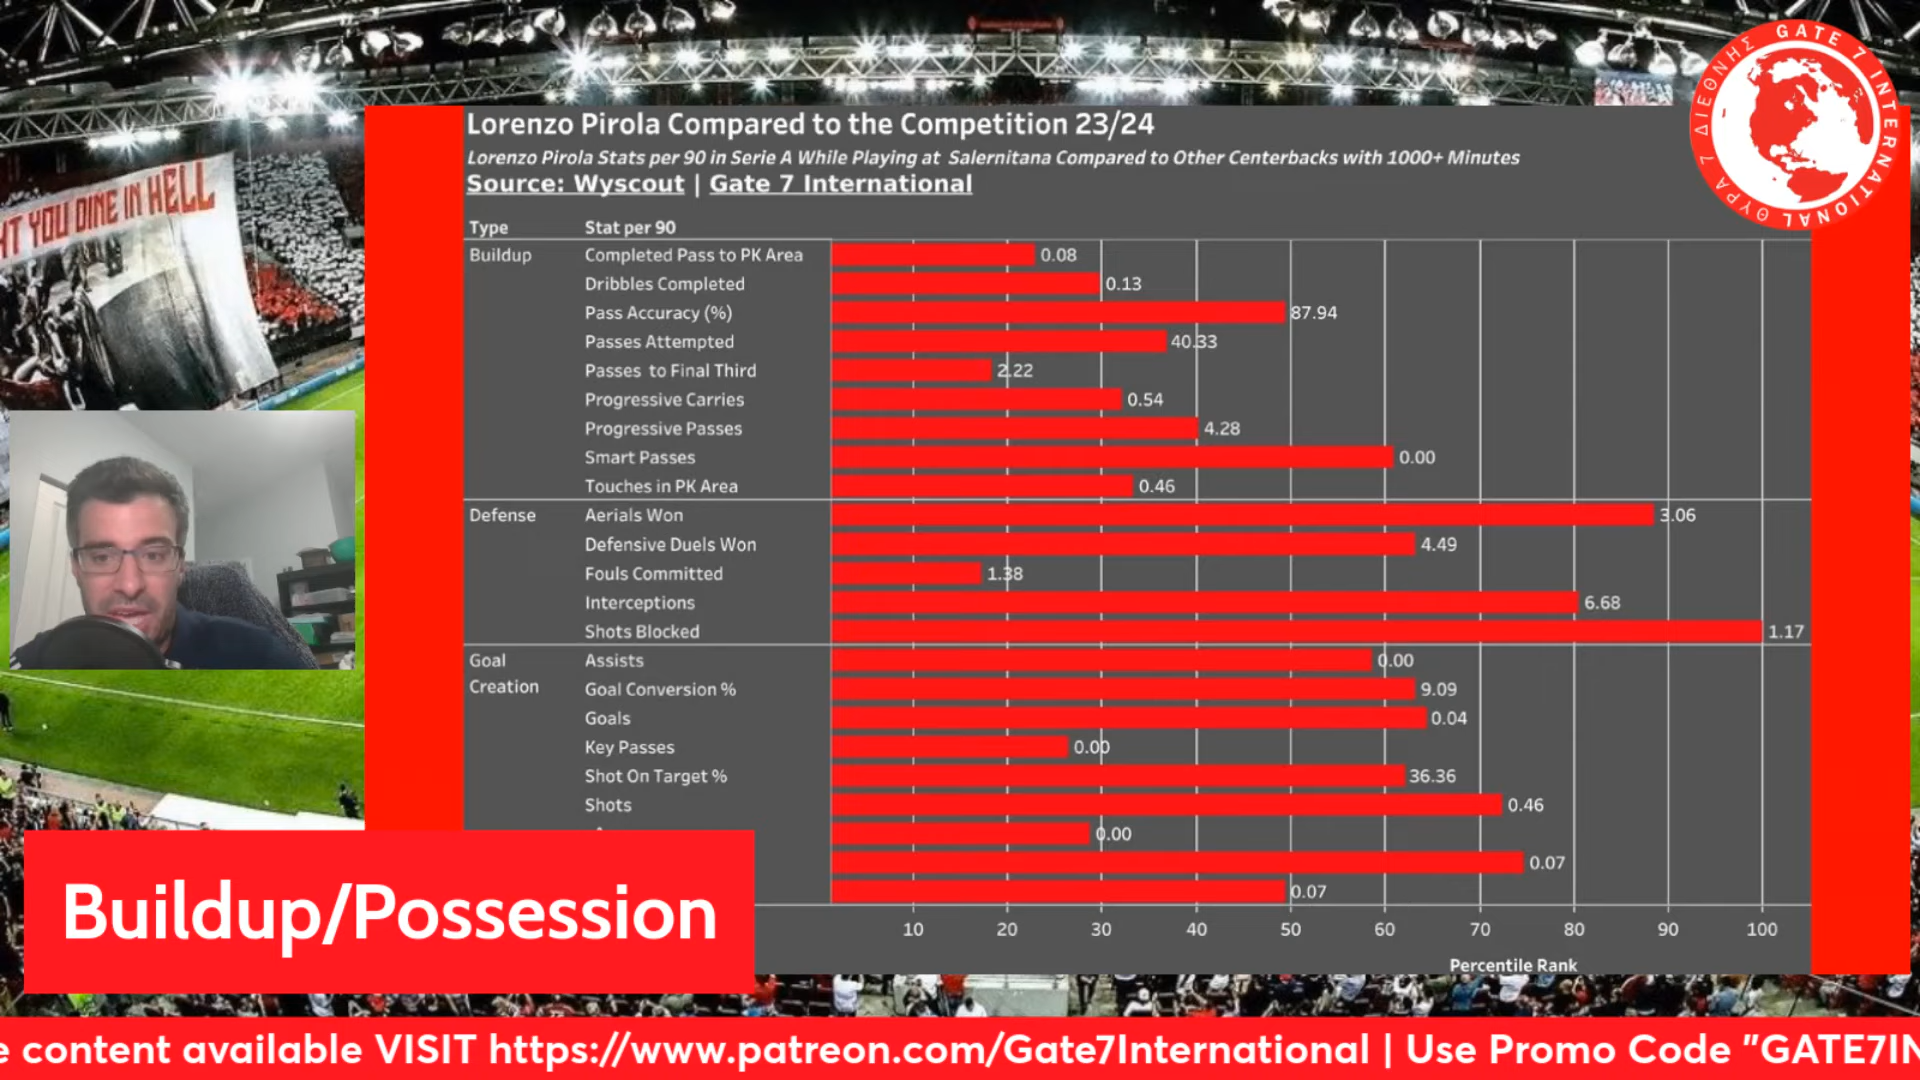 HT YOU DINE IN HELL
GATE 7 INTERNATIONAL
ΘΥΡΑ 7 ΔΙΕΘΝΗΣ
Lorenzo Pirola Compared to the Competition 23/24
Lorenzo Pirola Stats per 90 in Serie A While Playing at Salernitana Compared to Other Centerbacks with 1000+ Minutes
Source: Wyscout | Gate 7 International
Type Stat per 90
Buildup Completed Pass to PK Area 0.08
Dribbles Completed 0.13
Pass Accuracy (%) 87.94
Passes Attempted 40.33
Passes to Final Third 2.22
Progressive Carries 0.54
Progressive Passes 4.28
Smart Passes 0.00
Touches in PK Area 0.46
Defense Aerials Won 3.06
Defensive Duels Won 4.49
Fouls Committed 1.38
Interceptions 6.68
Shots Blocked 1.17
Goal Creation Assists 0.00
Goal Conversion % 9.09
Goals 0.04
Key Passes 0.00
Shot On Target % 36.36
Shots 0.46
0.00
0.07
0.07
10 20 30 40 50 60 70 80 90 100
Percentile Rank
Buildup/Possession
e content available VISIT https://www.patreon.com/Gate7International | Use Promo Code "GATE7IN